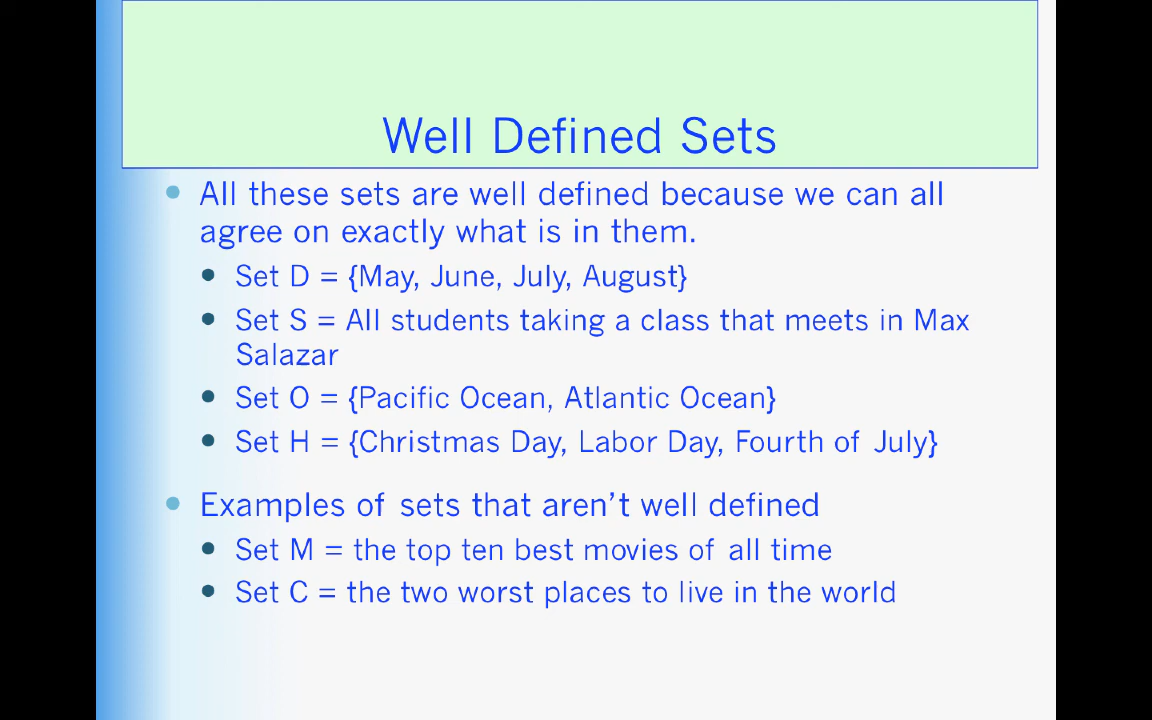 Well Defined Sets
• All these sets are well defined because we can all
agree on exactly what is in them.
• Set D = {May, June, July, August}
• Set S = All students taking a class that meets in Max
Salazar
• Set O = {Pacific Ocean, Atlantic Ocean}
• Set H = {Christmas Day, Labor Day, Fourth of July}
• Examples of sets that aren’t well defined
• Set M = the top ten best movies of all time
• Set C = the two worst places to live in the world